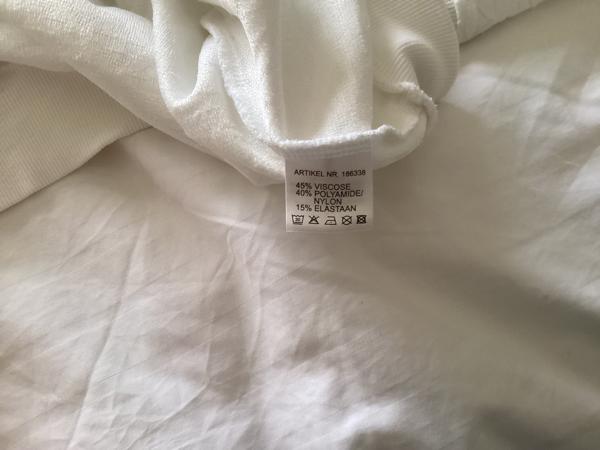 ARTIKEL NR. 186338
45% VISCOSE
40% POLYAMIDE/
NYLON
15% ELASTAAN